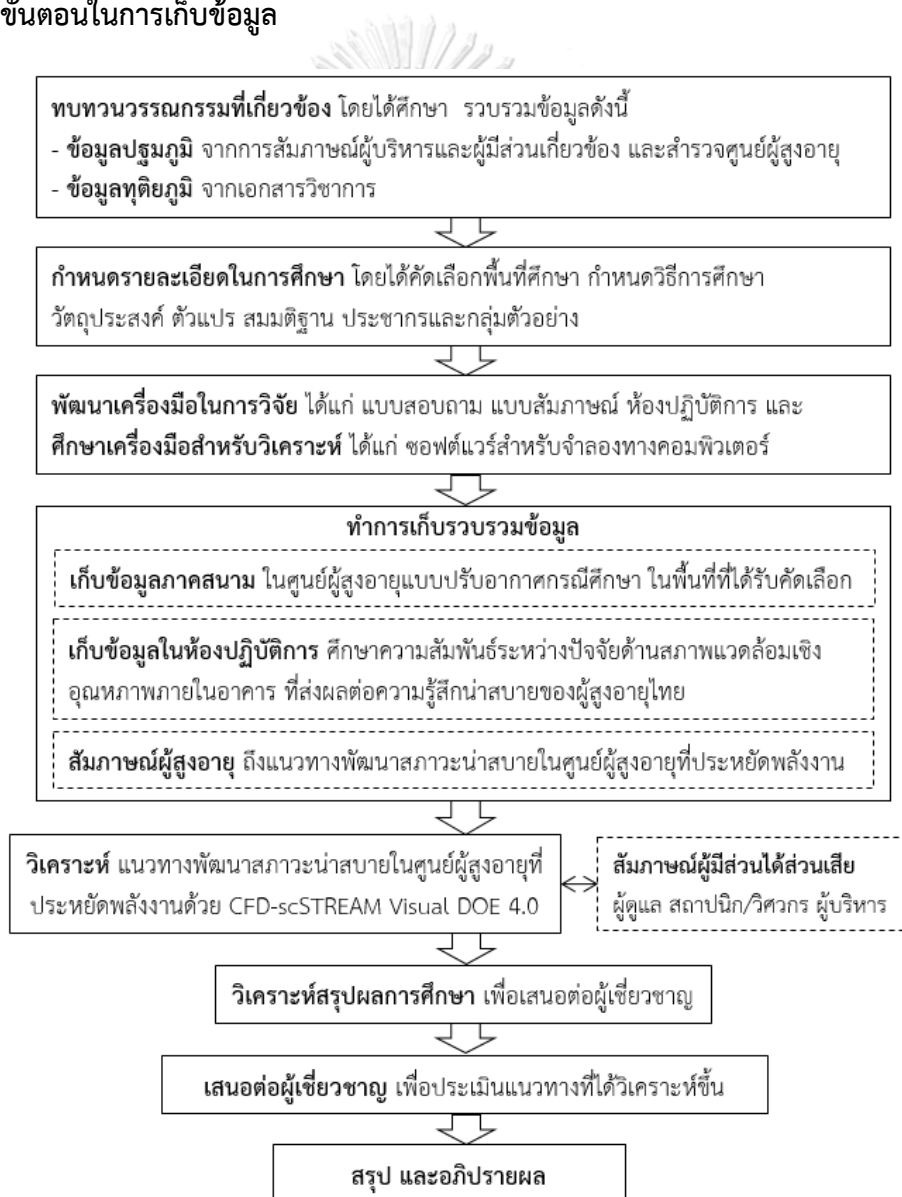 ขั้นตอนในการเก็บข้อมูล
ทบทวนวรรณกรรมที่เกี่ยวข้อง โดยได้ศึกษา รวบรวมข้อมูลดังนี้
- ข้อมูลปฐมภูมิ จากการสัมภาษณ์ผู้บริหารและผู้มีส่วนเกี่ยวข้อง และสำรวจศูนย์ผู้สูงอายุ
- ข้อมูลทุติยภูมิ จากเอกสารวิชาการ
กำหนดรายละเอียดในการศึกษา โดยได้คัดเลือกพื้นที่ศึกษา กำหนดวิธีการศึกษา
วัตถุประสงค์ ตัวแปร สมมติฐาน ประชากรและกลุ่มตัวอย่าง
พัฒนาเครื่องมือในการวิจัย ได้แก่ แบบสอบถาม แบบสัมภาษณ์ ห้องปฏิบัติการ และ
ศึกษาเครื่องมือสำหรับวิเคราะห์ ได้แก่ ซอฟต์แวร์สำหรับจำลองทางคอมพิวเตอร์
ทำการเก็บรวบรวมข้อมูล
เก็บข้อมูลภาคสนาม ในศูนย์ผู้สูงอายุแบบปรับอากาศกรณีศึกษา ในพื้นที่ที่ได้รับคัดเลือก
เก็บข้อมูลในห้องปฏิบัติการ ศึกษาความสัมพันธ์ระหว่างปัจจัยด้านสภาพแวดล้อมเชิง
อุณหภาพภายในอาคาร ที่ส่งผลต่อความรู้สึกน่าสบายของผู้สูงอายุไทย
สัมภาษณ์ผู้สูงอายุ ถึงแนวทางพัฒนาสภาวะน่าสบายในศูนย์ผู้สูงอายุที่ประหยัดพลังงาน
วิเคราะห์ แนวทางพัฒนาสภาวะน่าสบายในศูนย์ผู้สูงอายุที่
ประหยัดพลังงานด้วย CFD-scSTREAM Visual DOE 4.0
สัมภาษณ์ผู้มีส่วนได้ส่วนเสีย
ผู้ดูแล สถาปนิก/วิศวกร ผู้บริหาร
วิเคราะห์สรุปผลการศึกษา เพื่อเสนอต่อผู้เชี่ยวชาญ
เสนอต่อผู้เชี่ยวชาญ เพื่อประเมินแนวทางที่ได้วิเคราะห์ขึ้น
สรุป และอภิปรายผล